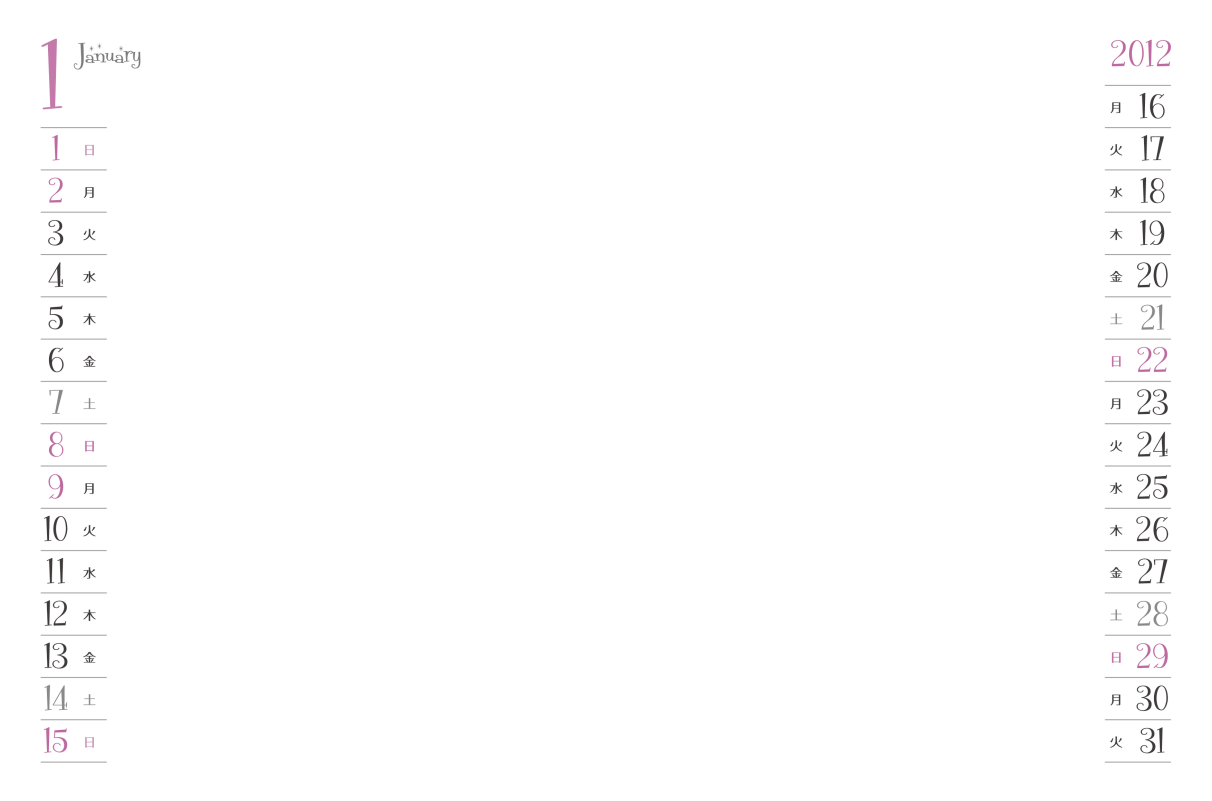 1 January
1 日
2 月
3 火
4 水
5 木
6 金
7 土
8 日
9 月
10 火
11 水
12 木
13 金
14 土
15 日
2012
月 16
火 17
水 18
木 19
金 20
土 21
日 22
月 23
火 24
水 25
木 26
金 27
土 28
日 29
月 30
火 31